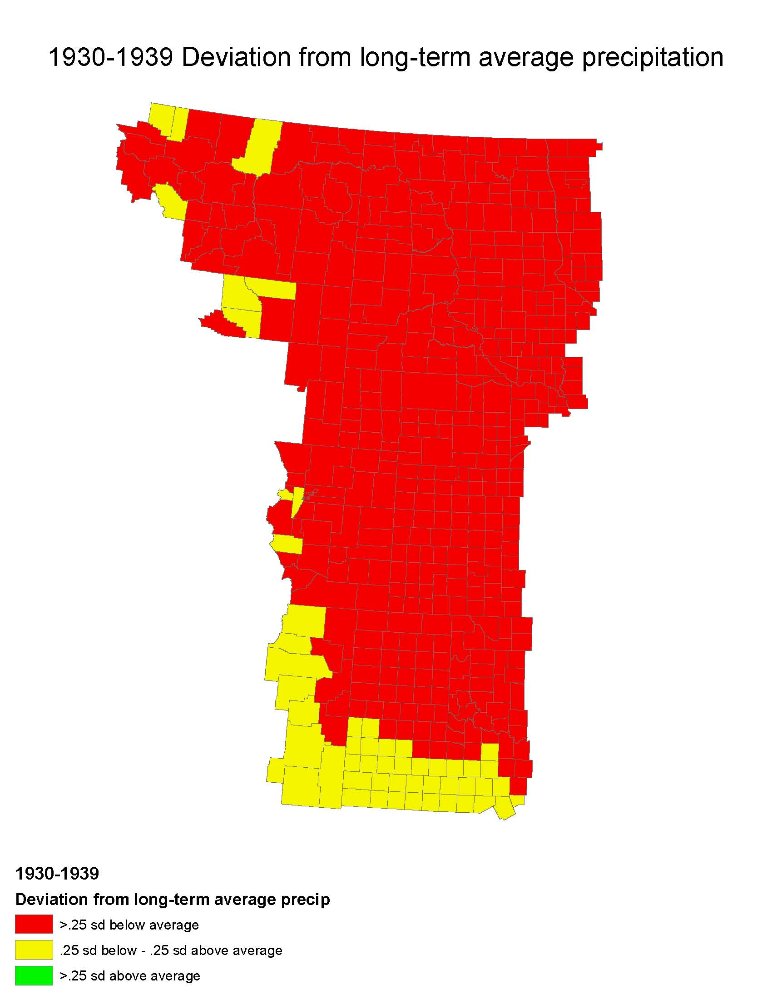 1930-1939 Deviation from long-term average precipitation
1930-1939
Deviation from long-term average precip
>.25 sd below average
.25 sd below - .25 sd above average
>.25 sd above average